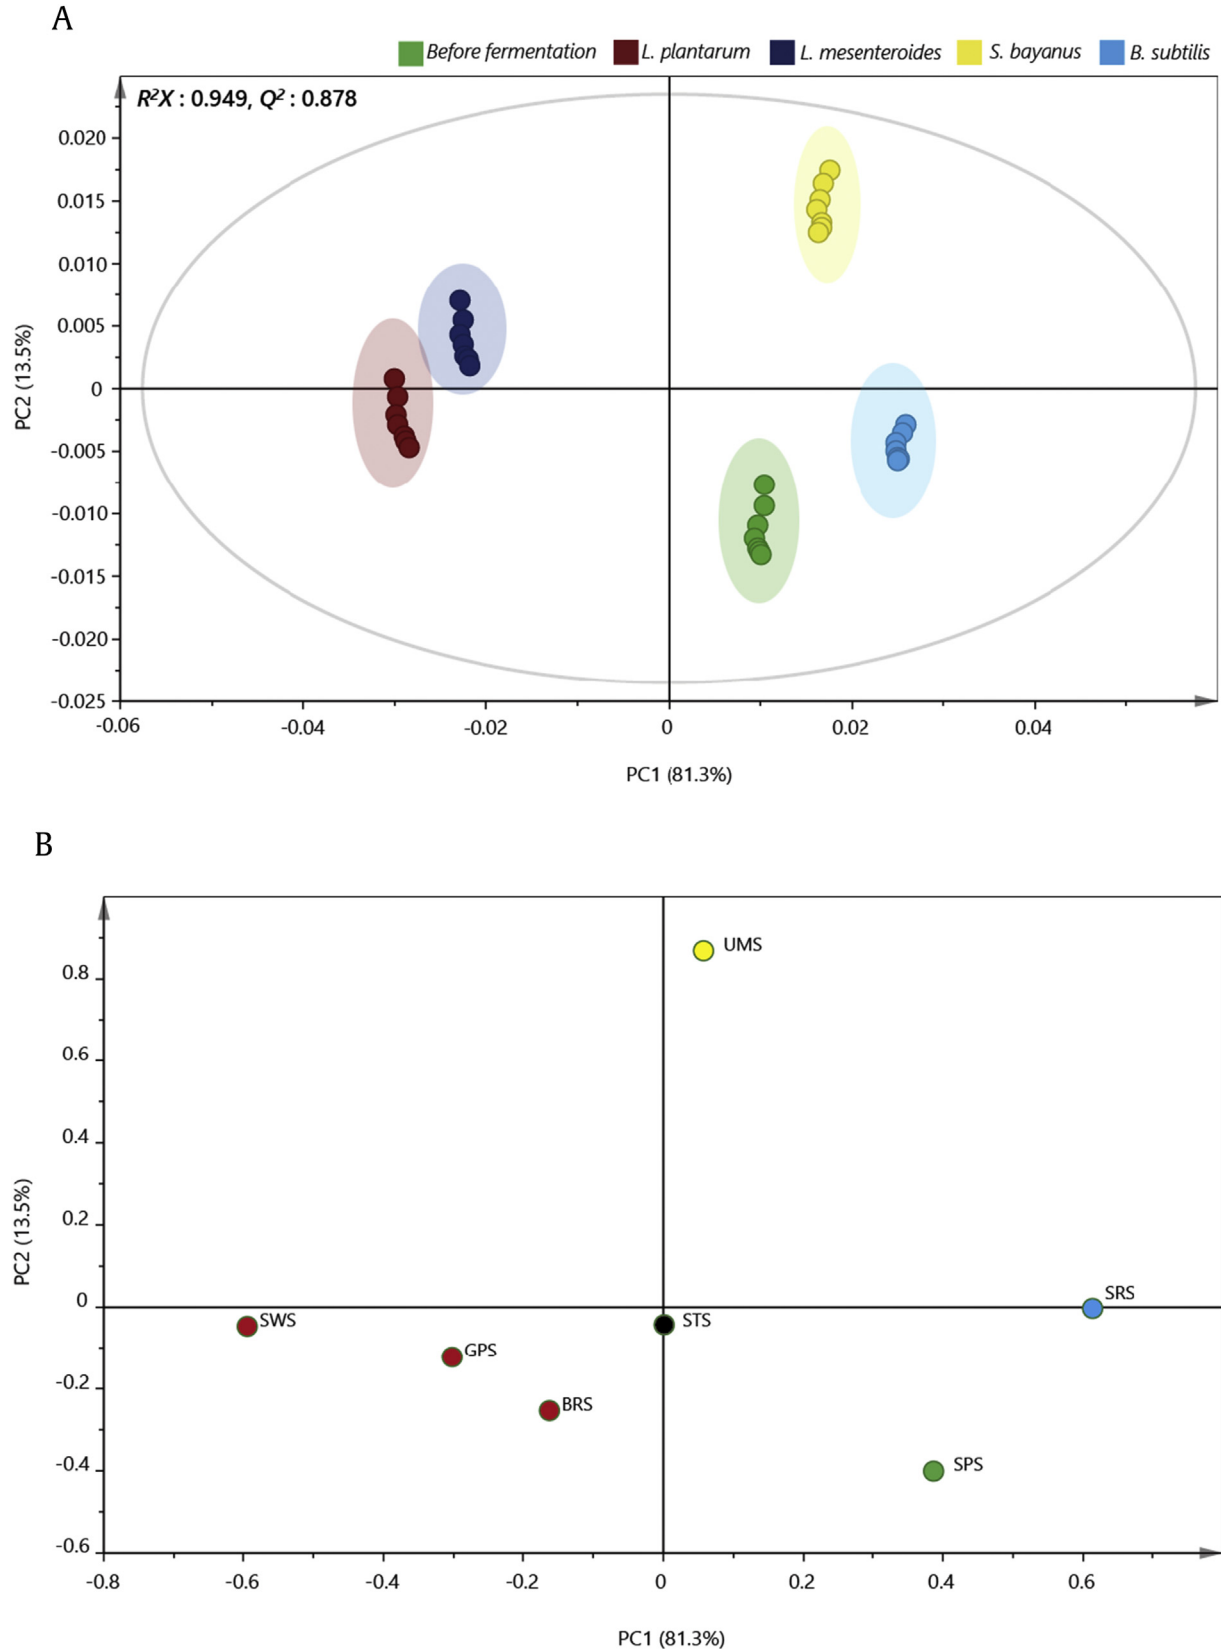 A
Before fermentation L. plantarum L. mesenteroides S. bayanus B. subtilis
R²X : 0.949, Q² : 0.878
0.020
0.015
0.010
0.005
0
-0.005
-0.010
-0.015
-0.020
-0.025
PC2 (13.5%)
-0.06 -0.04 -0.02 0 0.02 0.04
PC1 (81.3%)
B
0.8
0.6
0.4
0.2
0
-0.2
-0.4
-0.6
PC2 (13.5%)
UMS
SRS
SWS
STS
GPS
BRS
SPS
-0.8 -0.6 -0.4 -0.2 0 0.2 0.4 0.6
PC1 (81.3%)